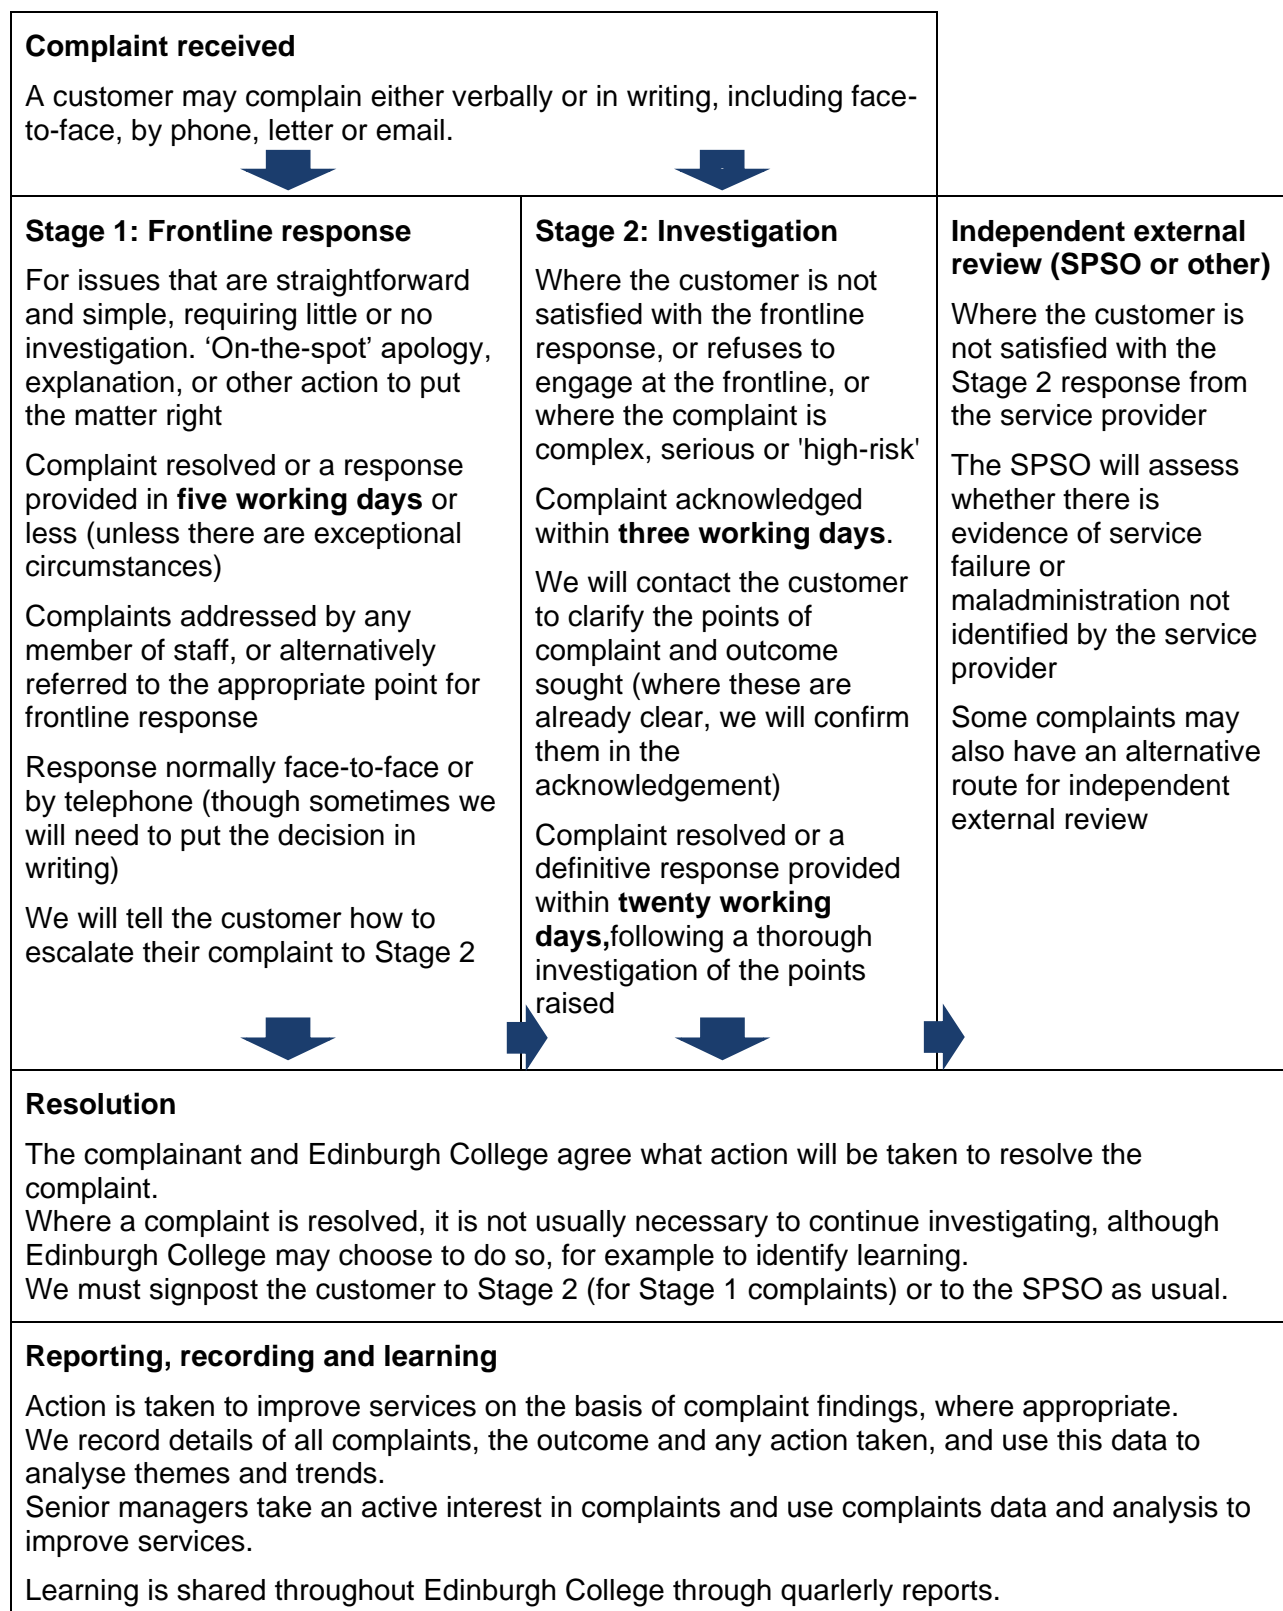 Complaint received
A customer may complain either verbally or in writing, including face-
to-face, by phone, letter or email.
Stage 1: Frontline response
For issues that are straightforward
and simple, requiring little or no
investigation. ‘On-the-spot’ apology,
explanation, or other action to put
the matter right
Complaint resolved or a response
provided in five working days or
less (unless there are exceptional
circumstances)
Complaints addressed by any
member of staff, or alternatively
referred to the appropriate point for
frontline response
Response normally face-to-face or
by telephone (though sometimes we
will need to put the decision in
writing)
We will tell the customer how to
escalate their complaint to Stage 2
Stage 2: Investigation
Where the customer is not
satisfied with the frontline
response, or refuses to
engage at the frontline, or
where the complaint is
complex, serious or 'high-risk'
Complaint acknowledged
within three working days.
We will contact the customer
to clarify the points of
complaint and outcome
sought (where these are
already clear, we will confirm
them in the
acknowledgement)
Complaint resolved or a
definitive response provided
within twenty working
days,following a thorough
investigation of the points
raised
Independent external
review (SPSO or other)
Where the customer is
not satisfied with the
Stage 2 response from
the service provider
The SPSO will assess
whether there is
evidence of service
failure or
maladministration not
identified by the service
provider
Some complaints may
also have an alternative
route for independent
external review
Resolution
The complainant and Edinburgh College agree what action will be taken to resolve the
complaint.
Where a complaint is resolved, it is not usually necessary to continue investigating, although
Edinburgh College may choose to do so, for example to identify learning.
We must signpost the customer to Stage 2 (for Stage 1 complaints) or to the SPSO as usual.
Reporting, recording and learning
Action is taken to improve services on the basis of complaint findings, where appropriate.
We record details of all complaints, the outcome and any action taken, and use this data to
analyse themes and trends.
Senior managers take an active interest in complaints and use complaints data and analysis to
improve services.
Learning is shared throughout Edinburgh College through quarlerly reports.